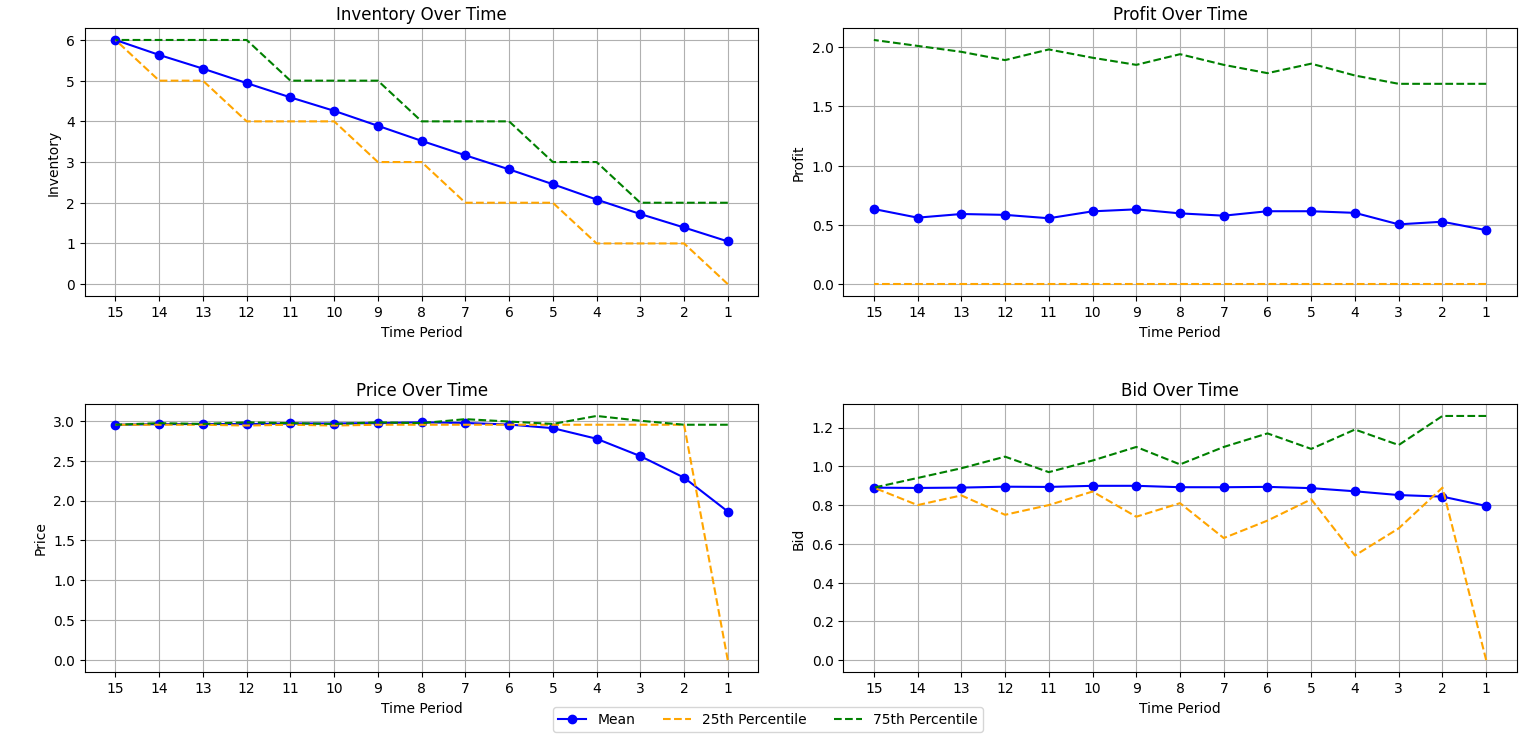 Inventory Over Time
Inventory
6
5
4
3
2
1
0
15 14 13 12 11 10 9 8 7 6 5 4 3 2 1
Time Period
Profit Over Time
Profit
2.0
1.5
1.0
0.5
0.0
15 14 13 12 11 10 9 8 7 6 5 4 3 2 1
Time Period
Price Over Time
Price
3.0
2.5
2.0
1.5
1.0
0.5
0.0
15 14 13 12 11 10 9 8 7 6 5 4 3 2 1
Time Period
Bid Over Time
Bid
1.2
1.0
0.8
0.6
0.4
0.2
0.0
15 14 13 12 11 10 9 8 7 6 5 4 3 2 1
Time Period
Mean 25th Percentile 75th Percentile